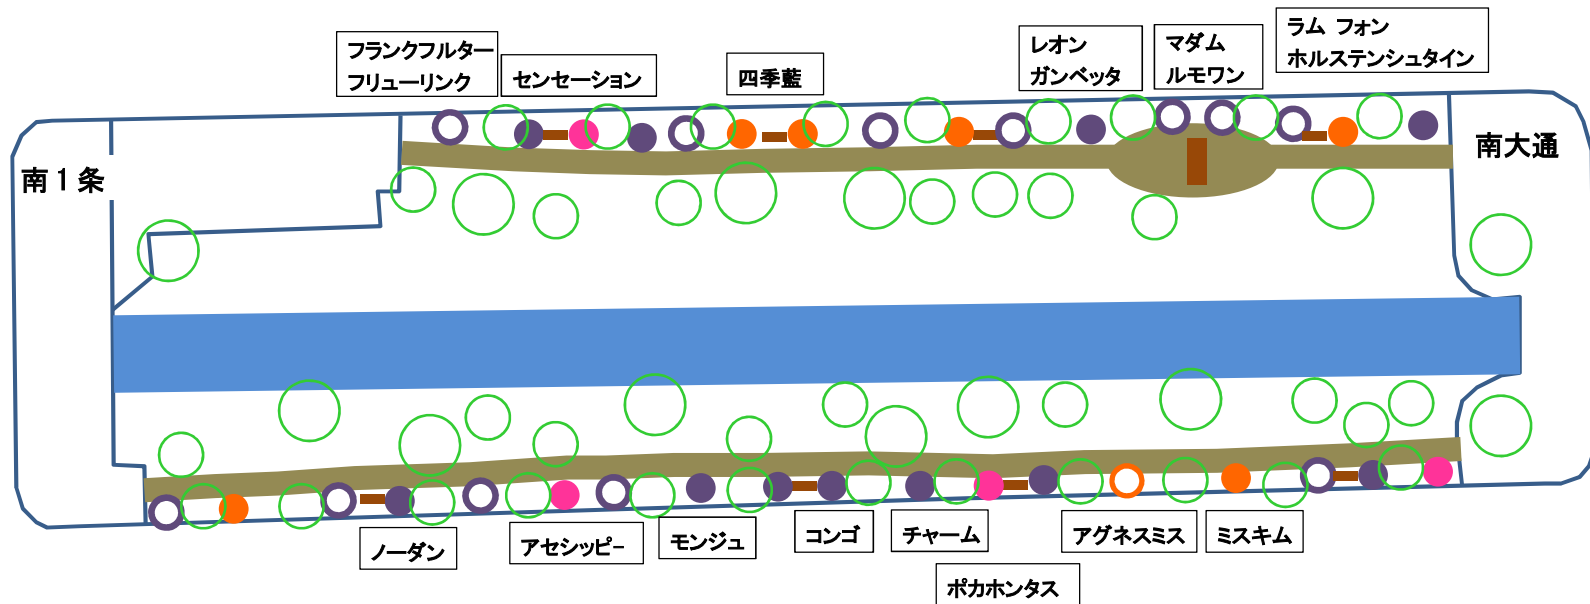 フランクフルター
フリューリンク
センセーション
四季藍
レオン
ガンベッタ
マダム
ルモワン
ラム フォン
ホルステンシュタイン
南１条
南大通
ノーダン
アセシッピー
モンジュ
コンゴ
チャーム
ポカホンタス
アグネスミス
ミスキム